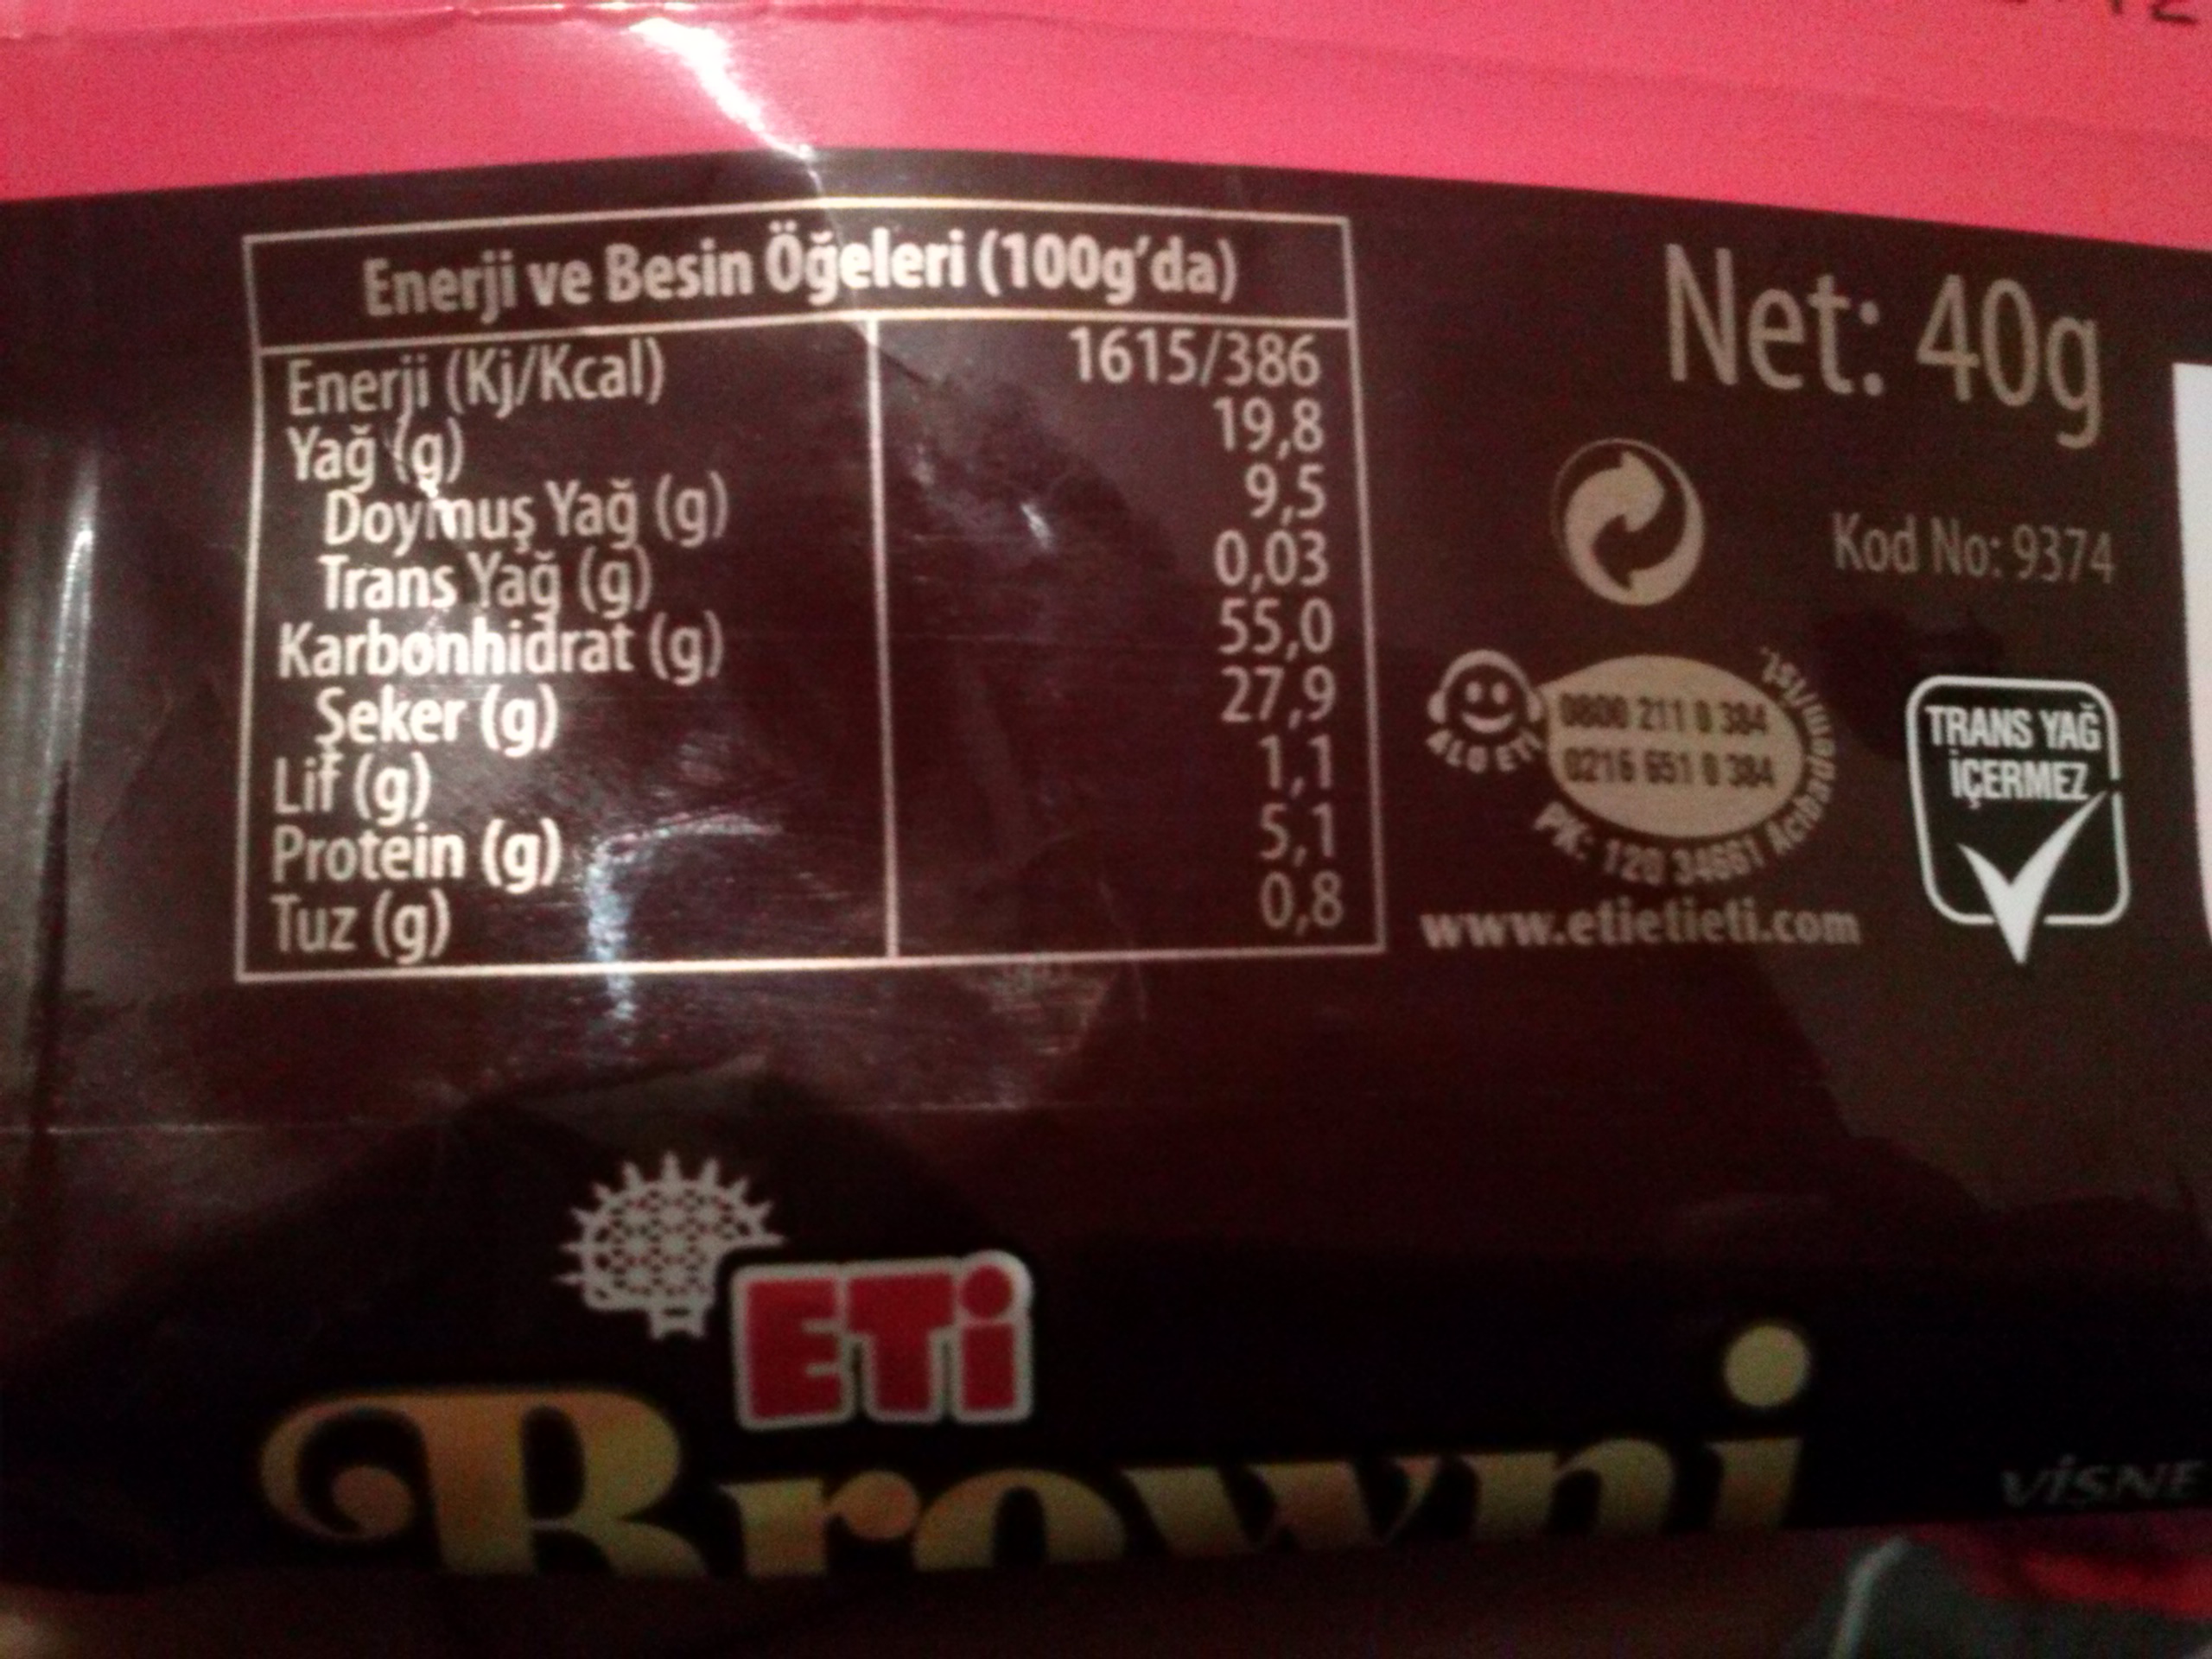 Enerji ve Besin Öğeleri (100g'da)
Enerji (Kj/Kcal) 1615/386
Yağ (g) 19,8
Doymuş Yağ (g) 9,5
Trans Yağ (g) 0,03
Karbonhidrat (g) 55,0
Şeker (g) 27,9
Lif (g) 1,1
Protein (g) 5,1
Tuz (g) 0,8
Net: 40g
Kod No: 9374
ALO ETİ
0800 211 0 384
0216 651 0 384
PK: 120 34661 Acıbadem/İst.
www.etietieti.com
TRANS YAĞ
İÇERMEZ
ETİ
Browni
VİŞNE